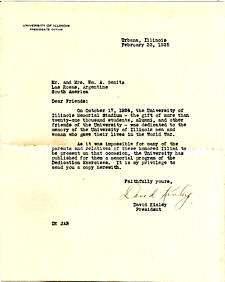 UNIVERSITY OF ILLINOIS
PRESIDENT'S OFFICE
Urbana, Illinois
February 23, 1925
Mr. and Mrs. Wm. A. Benitz
Las Rosas, Argentine
South America
Dear Friends:
On October 17, 1924, the University of
Illinois Memorial Stadium - the gift of more than
twenty-one thousand students, alumni, and other
friends of the University - was dedicated to the
memory of the University of Illinois men and
women who gave their lives in the World War.
As it was impossible for many of the
parents and relatives of these honored Illini to
be present on that occasion, the University has
published for them a memorial program of the
Dedication Exercises. It is my privilege to
send you a copy herewith.
Faithfully yours,
David Kinley
David Kinley
President
DK JAR